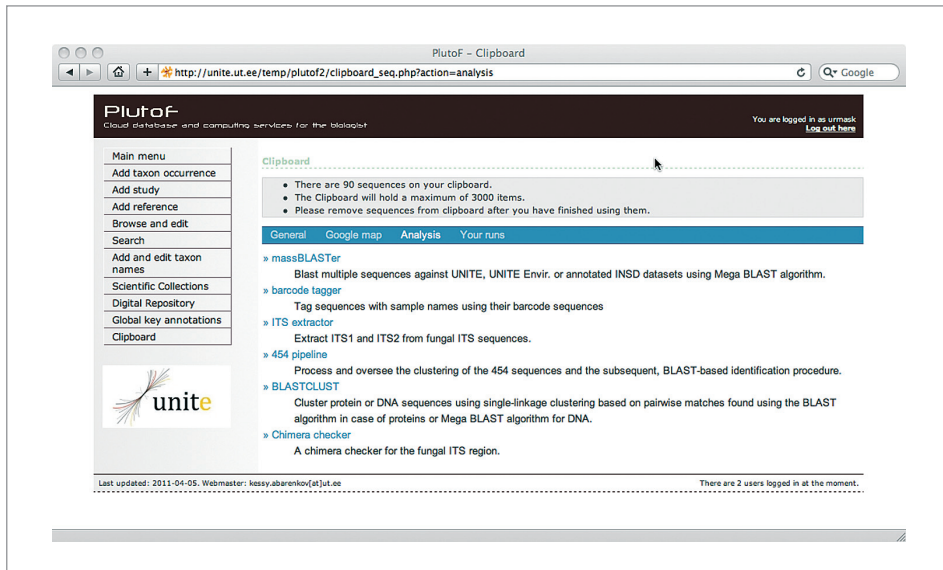 PlutoF – Clipboard
http://unite.ut.ee/temp/plutof2/clipboard_seq.php?action=analysis
Google
PlutoF
Cloud database and computing services for the biologist
You are logged in as urmask
Log out here
Main menu
Add taxon occurrence
Add study
Add reference
Browse and edit
Search
Add and edit taxon
names
Scientific Collections
Digital Repository
Global key annotations
Clipboard
unite
Clipboard
• There are 90 sequences on your clipboard.
• The Clipboard will hold a maximum of 3000 items.
• Please remove sequences from clipboard after you have finished using them.
General Google map Analysis Your runs
» massBLASTer
Blast multiple sequences against UNITE, UNITE Envir. or annotated INSD datasets using Mega BLAST algorithm.
» barcode tagger
Tag sequences with sample names using their barcode sequences
» ITS extractor
Extract ITS1 and ITS2 from fungal ITS sequences.
» 454 pipeline
Process and oversee the clustering of the 454 sequences and the subsequent, BLAST-based identification procedure.
» BLASTCLUST
Cluster protein or DNA sequences using single-linkage clustering based on pairwise matches found using the BLAST
algorithm in case of proteins or Mega BLAST algorithm for DNA.
» Chimera checker
A chimera checker for the fungal ITS region.
Last updated: 2011-04-05. Webmaster: kessy.abarenkov[at]ut.ee
There are 2 users logged in at the moment.